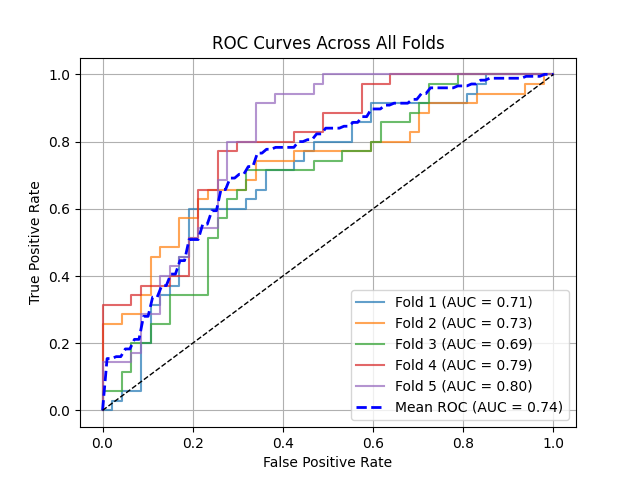 ROC Curves Across All Folds
True Positive Rate
1.0
0.8
0.6
0.4
0.2
0.0
Fold 1 (AUC = 0.71)
Fold 2 (AUC = 0.73)
Fold 3 (AUC = 0.69)
Fold 4 (AUC = 0.79)
Fold 5 (AUC = 0.80)
Mean ROC (AUC = 0.74)
0.0 0.2 0.4 0.6 0.8 1.0
False Positive Rate